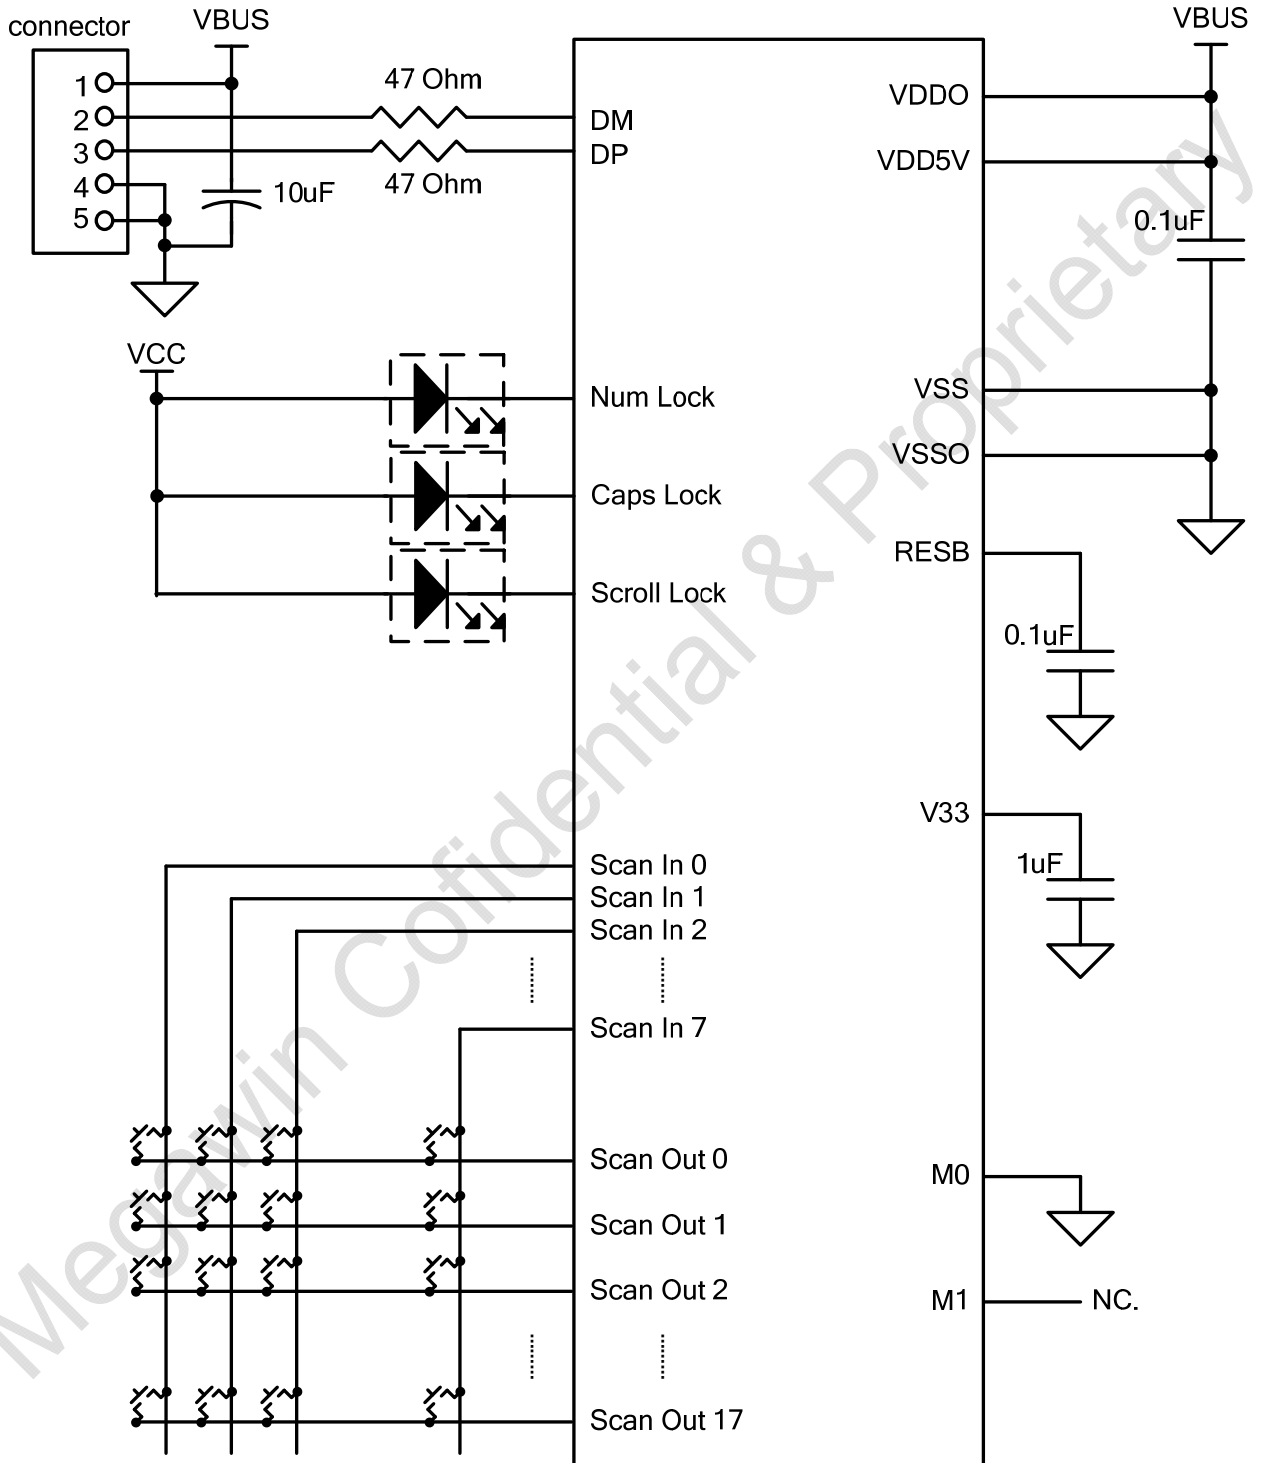 connector
VBUS
1
2
3
4
5
47 Ohm
47 Ohm
10uF
VCC
DM
DP
Num Lock
Caps Lock
Scroll Lock
Scan In 0
Scan In 1
Scan In 2
Scan In 7
Scan Out 0
Scan Out 1
Scan Out 2
Scan Out 17
VBUS
VDDO
VDD5V
0.1uF
VSS
VSSO
RESB
0.1uF
V33
1uF
M0
M1
NC.
Megawin Cofidential & Proprietary